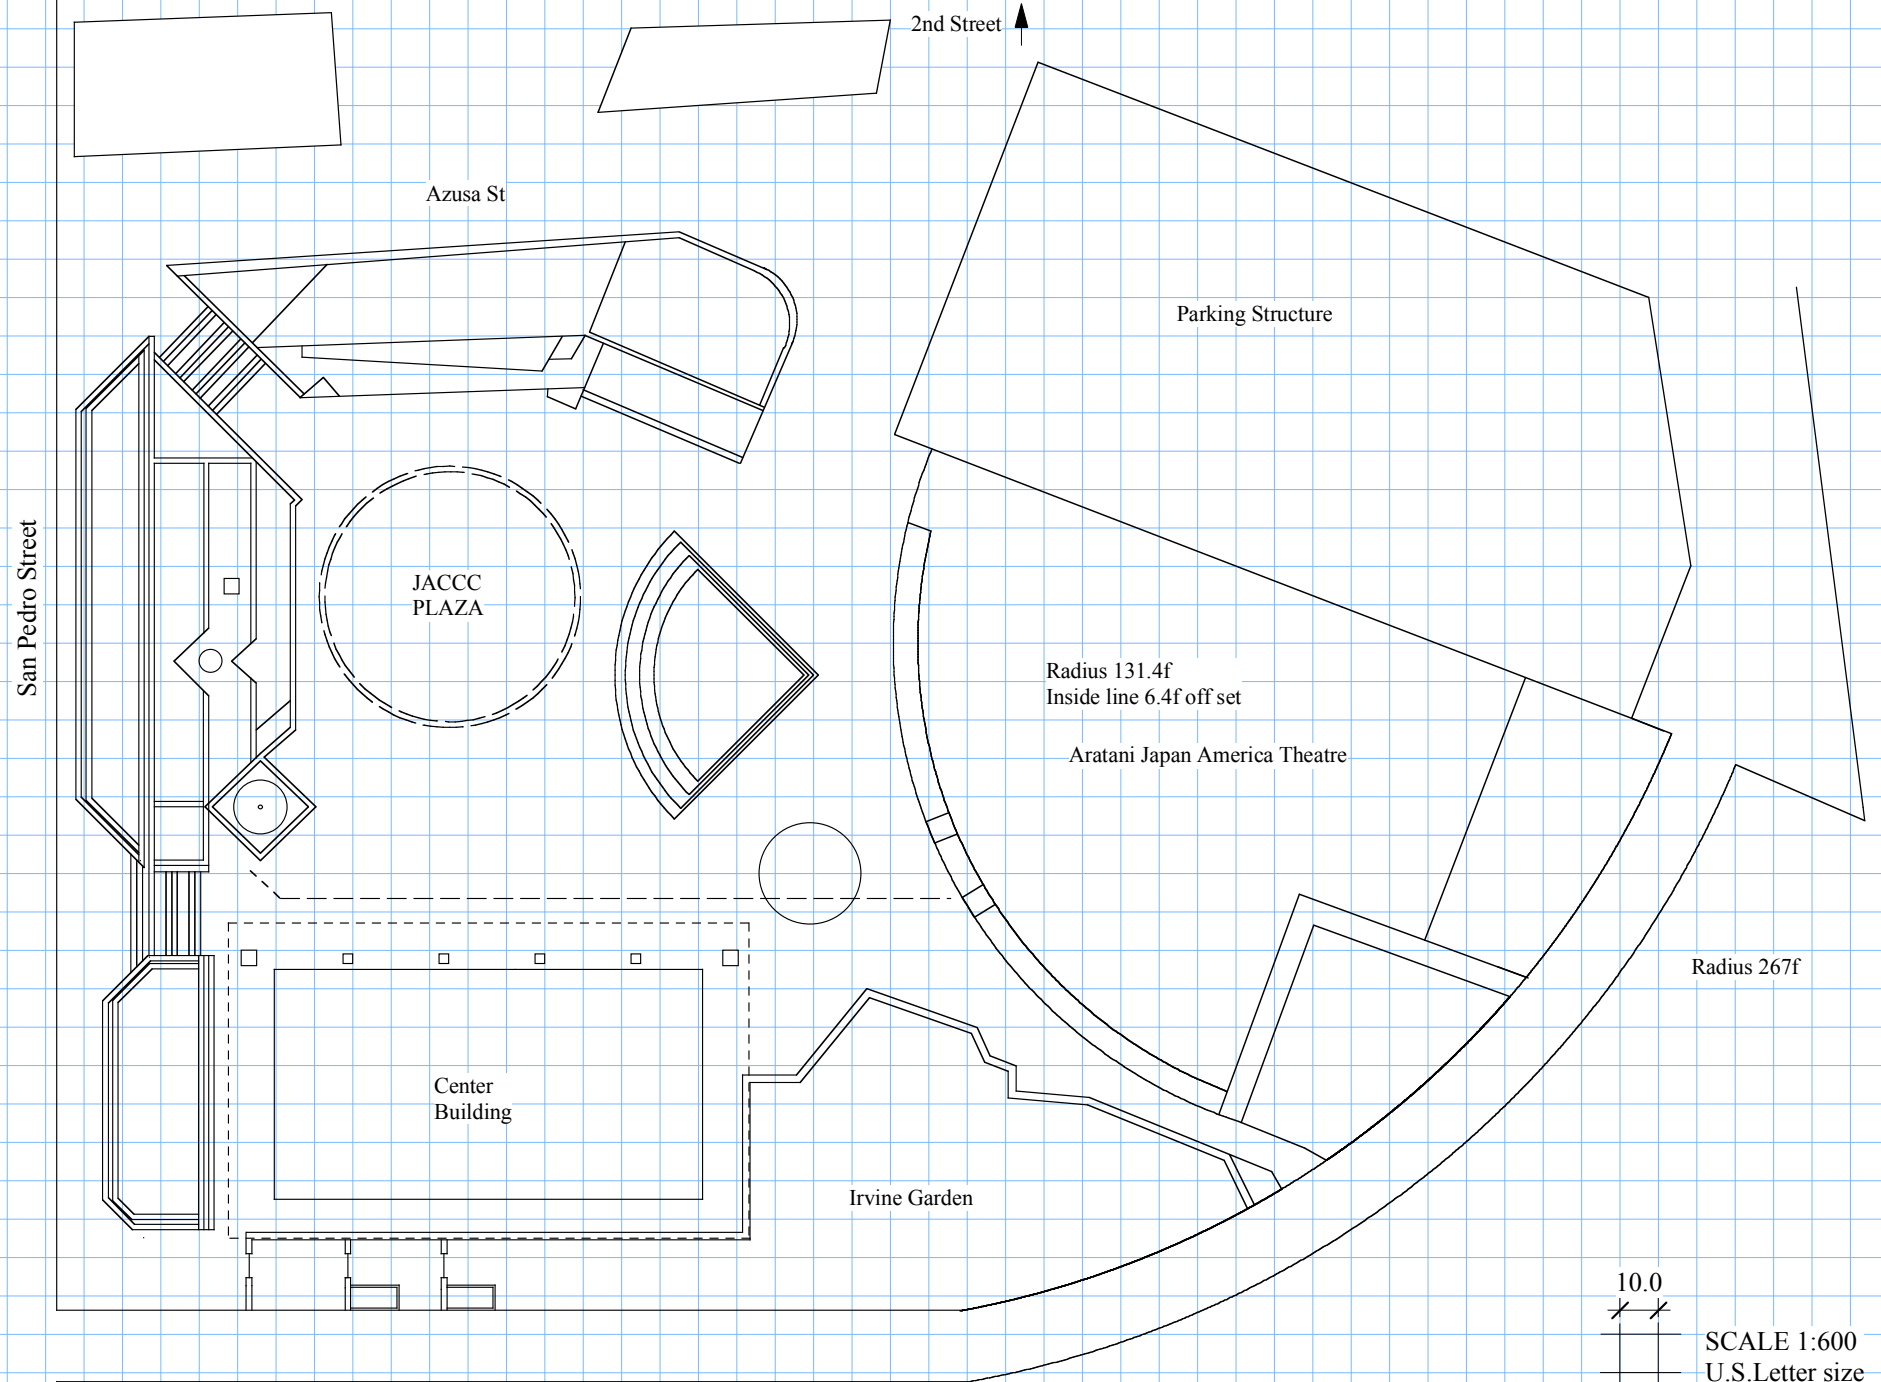 2nd Street
Azusa St
Parking Structure
San Pedro Street
JACCC
PLAZA
Radius 131.4f
Inside line 6.4f off set
Aratani Japan America Theatre
Radius 267f
Center
Building
Irvine Garden
10.0
SCALE 1:600
U.S.Letter size